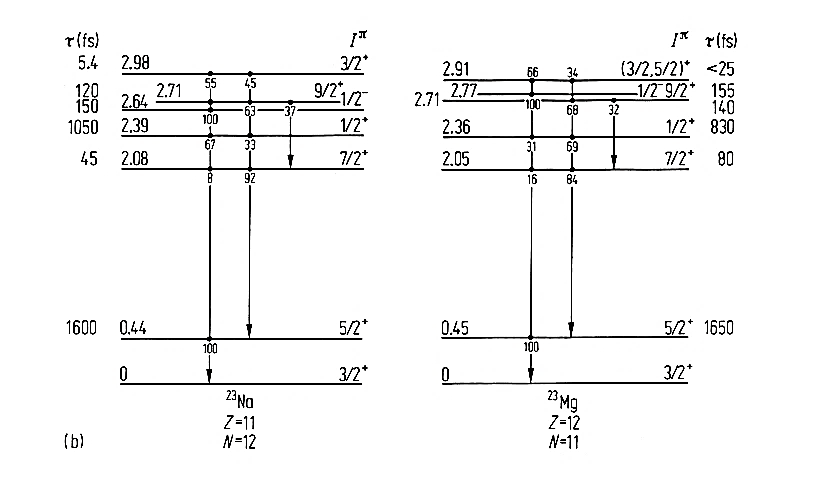 τ(fs) Iπ Iπ τ(fs)
5.4 2.98 3/2+ 2.91 66 34 (3/2,5/2)+ <25
55 45
120 2.71 9/2+ 2.77 1/2- 9/2+ 155
150 2.64 1/2- 2.71 100 140
100 63 37 68 32
1050 2.39 1/2+ 2.36 1/2+ 830
67 33 31 69
45 2.08 7/2+ 2.05 7/2+ 80
8 92 16 84
1600 0.44 5/2+ 0.45 5/2+ 1650
100 100
0 3/2+ 0 3/2+
23Na 23Mg
Z=11 Z=12
(b) N=12 N=11